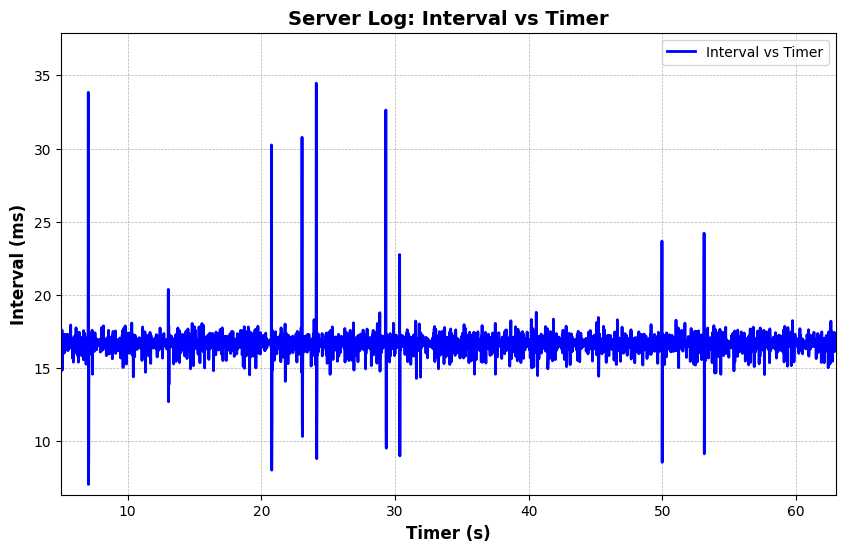 Server Log: Interval vs Timer
Interval vs Timer
Interval (ms)
35
30
25
20
15
10
10 20 30 40 50 60
Timer (s)